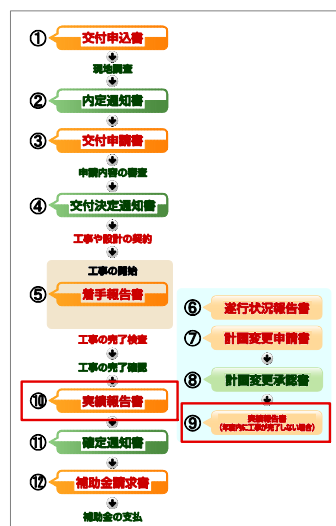 ① 交付申込書
現地調査
② 内定通知書
③ 交付申請書
申請内容の審査
④ 交付決定通知書
工事や設計の契約
工事の開始
⑤ 着手報告書
工事の完了検査
工事の完了確認
⑩ 実績報告書
⑪ 確定通知書
⑫ 補助金請求書
補助金の支払
⑥ 遂行状況報告書
⑦ 計画変更申請書
⑧ 計画変更承認書
⑨ 実績報告書
(年度内に工事が完了しない場合)